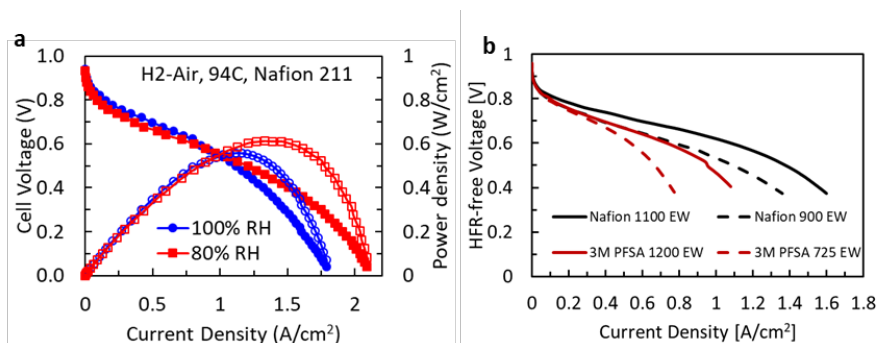 a
H2-Air, 94C, Nafion 211
Cell Voltage (V)
1.0
0.8
0.6
0.4
0.2
0.0
Power density (W/cm²)
1
0.8
0.6
0.4
0.2
0
100% RH
80% RH
0 0.5 1 1.5 2
Current Density (A/cm²)
b
HFR-free Voltage [V]
1
0.8
0.6
0.4
0.2
0
Nafion 1100 EW Nafion 900 EW
3M PFSA 1200 EW 3M PFSA 725 EW
0 0.2 0.4 0.6 0.8 1 1.2 1.4 1.6 1.8
Current Density [A/cm²]